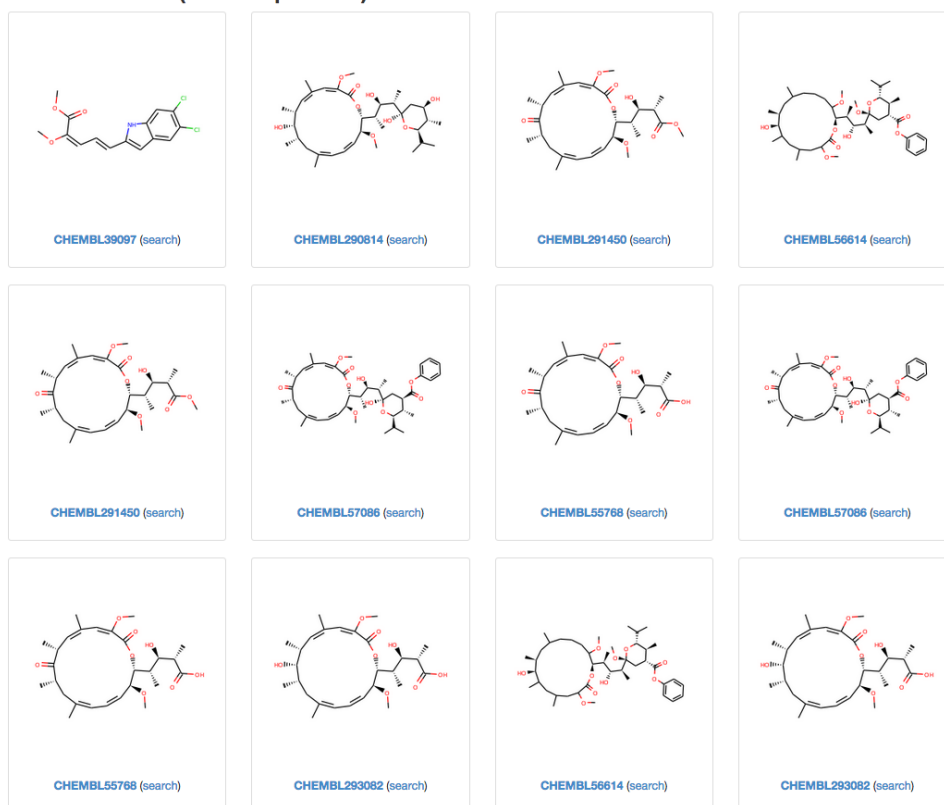 CHEMBL39097 (search)
CHEMBL290814 (search)
CHEMBL291450 (search)
CHEMBL56614 (search)
CHEMBL291450 (search)
CHEMBL57086 (search)
CHEMBL55768 (search)
CHEMBL57086 (search)
CHEMBL55768 (search)
CHEMBL293082 (search)
CHEMBL56614 (search)
CHEMBL293082 (search)